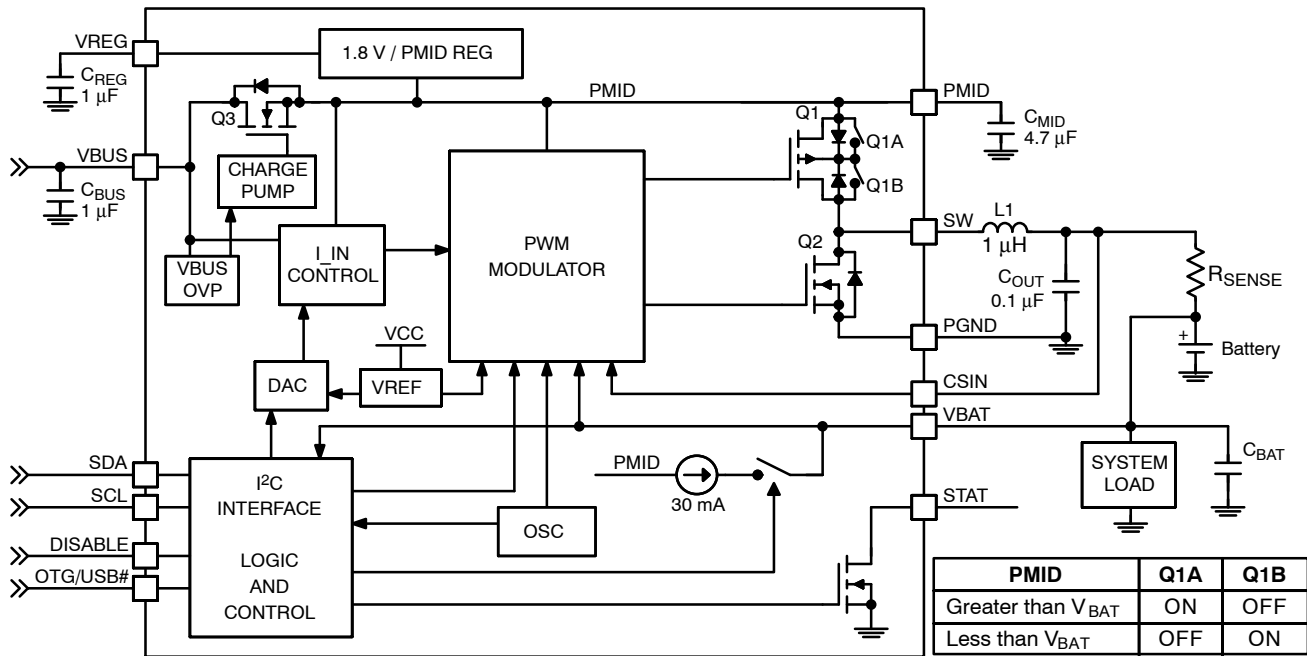 VREG
1.8 V / PMID REG
C_REG
1 µF
PMID
PMID
Q3
Q1
Q1A
C_MID
4.7 µF
VBUS
CHARGE
PUMP
Q1B
C_BUS
1 µF
PWM
MODULATOR
SW
L1
1 µH
VBUS
OVP
I_IN
CONTROL
Q2
C_OUT
0.1 µF
R_SENSE
PGND
VCC
+
Battery
DAC
VREF
CSIN
VBAT
SDA
PMID
SYSTEM
LOAD
C_BAT
SCL
I²C
INTERFACE
30 mA
STAT
OSC
DISABLE
LOGIC
AND
CONTROL
OTG/USB#
PMID Q1A Q1B
Greater than V_BAT ON OFF
Less than V_BAT OFF ON